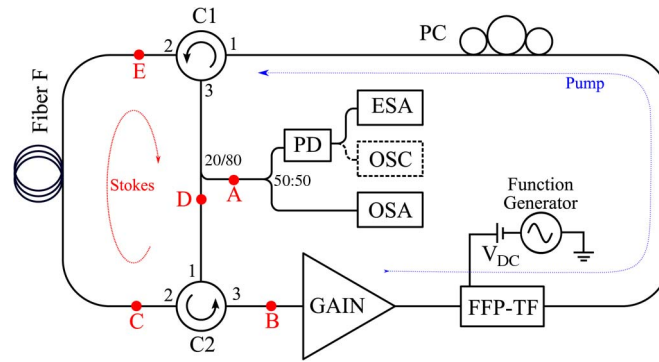 C1
2
1
3
E
PC
Pump
Fiber F
Stokes
ESA
PD
OSC
20/80
50:50
A
D
OSA
Function
Generator
V_DC
1
2
3
C
B
C2
GAIN
FFP-TF